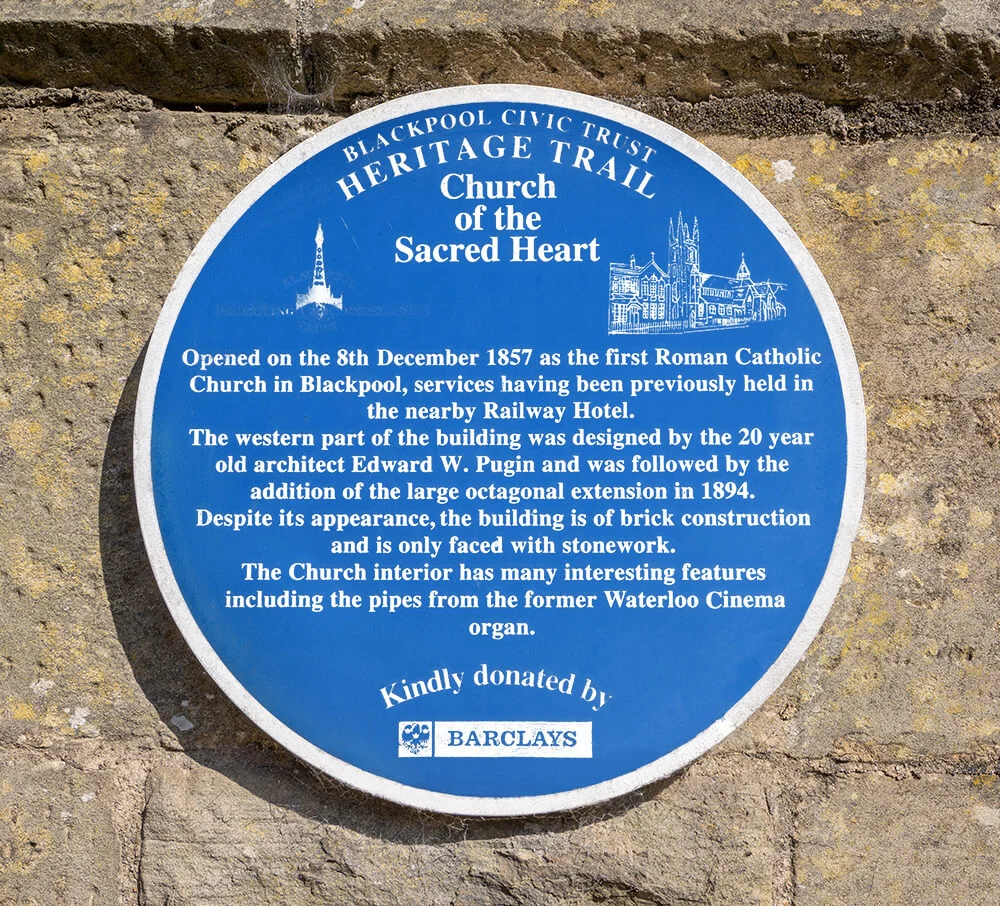 BLACKPOOL CIVIC TRUST
HERITAGE TRAIL
Church
of the
Sacred Heart
Opened on the 8th December 1857 as the first Roman Catholic
Church in Blackpool, services having been previously held in
the nearby Railway Hotel.
The western part of the building was designed by the 20 year
old architect Edward W. Pugin and was followed by the
addition of the large octagonal extension in 1894.
Despite its appearance, the building is of brick construction
and is only faced with stonework.
The Church interior has many interesting features
including the pipes from the former Waterloo Cinema
organ.
Kindly donated by
BARCLAYS